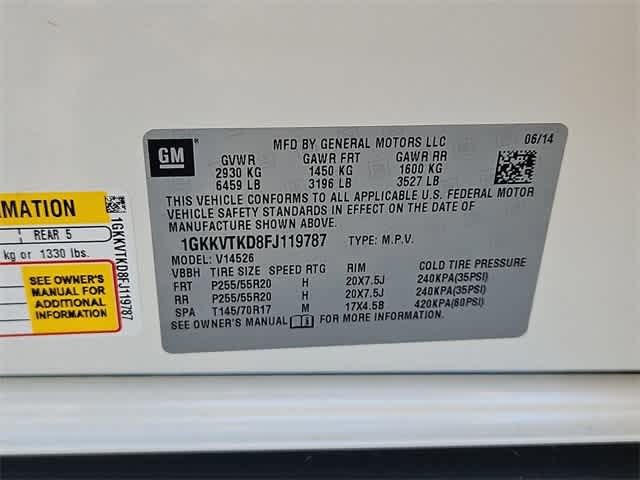 GM
MFD BY GENERAL MOTORS LLC
06/14
GVWR GAWR FRT GAWR RR
2930 KG 1450 KG 1600 KG
6459 LB 3196 LB 3527 LB
THIS VEHICLE CONFORMS TO ALL APPLICABLE U.S. FEDERAL MOTOR
VEHICLE SAFETY STANDARDS IN EFFECT ON THE DATE OF
MANUFACTURE SHOWN ABOVE.
1GKKVTKD8FJ119787 TYPE: M.P.V.
MODEL: V14526
VBBH TIRE SIZE SPEED RTG RIM COLD TIRE PRESSURE
FRT P255/55R20 H 20X7.5J 240KPA(35PSI)
RR P255/55R20 H 20X7.5J 240KPA(35PSI)
SPA T145/70R17 M 17X4.5B 420KPA(60PSI)
SEE OWNER'S MANUAL FOR MORE INFORMATION.
RMATION
REAR 5
kg or 1330 lbs.
SEE OWNER'S
MANUAL FOR
ADDITIONAL
INFORMATION
1GKKVTKD8FJ119787